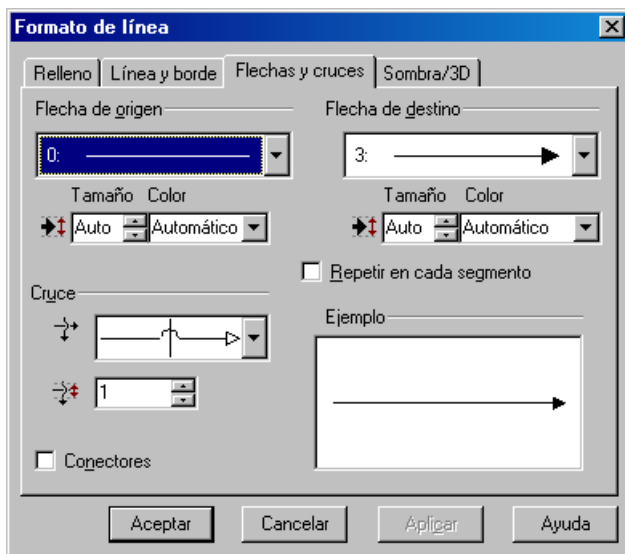 Formato de línea
Relleno Línea y borde Flechas y cruces Sombra/3D
Flecha de origen Flecha de destino
0: 3:
Tamaño Color Tamaño Color
Auto Automático Auto Automático
Repetir en cada segmento
Cruce
Ejemplo
1
Conectores
Aceptar Cancelar Aplicar Ayuda